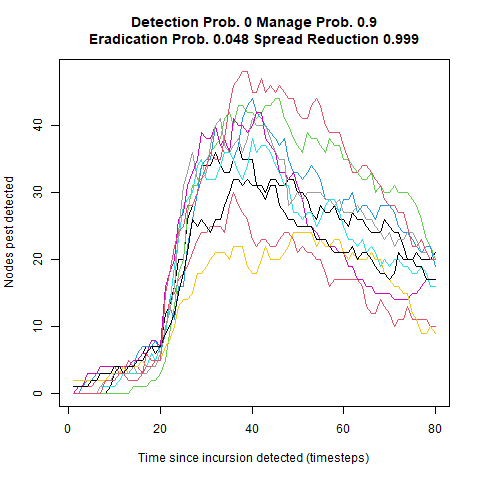 Detection Prob. 0 Manage Prob. 0.9
Eradication Prob. 0.048 Spread Reduction 0.999
Nodes pest detected
40
30
20
10
0
0 20 40 60 80
Time since incursion detected (timesteps)